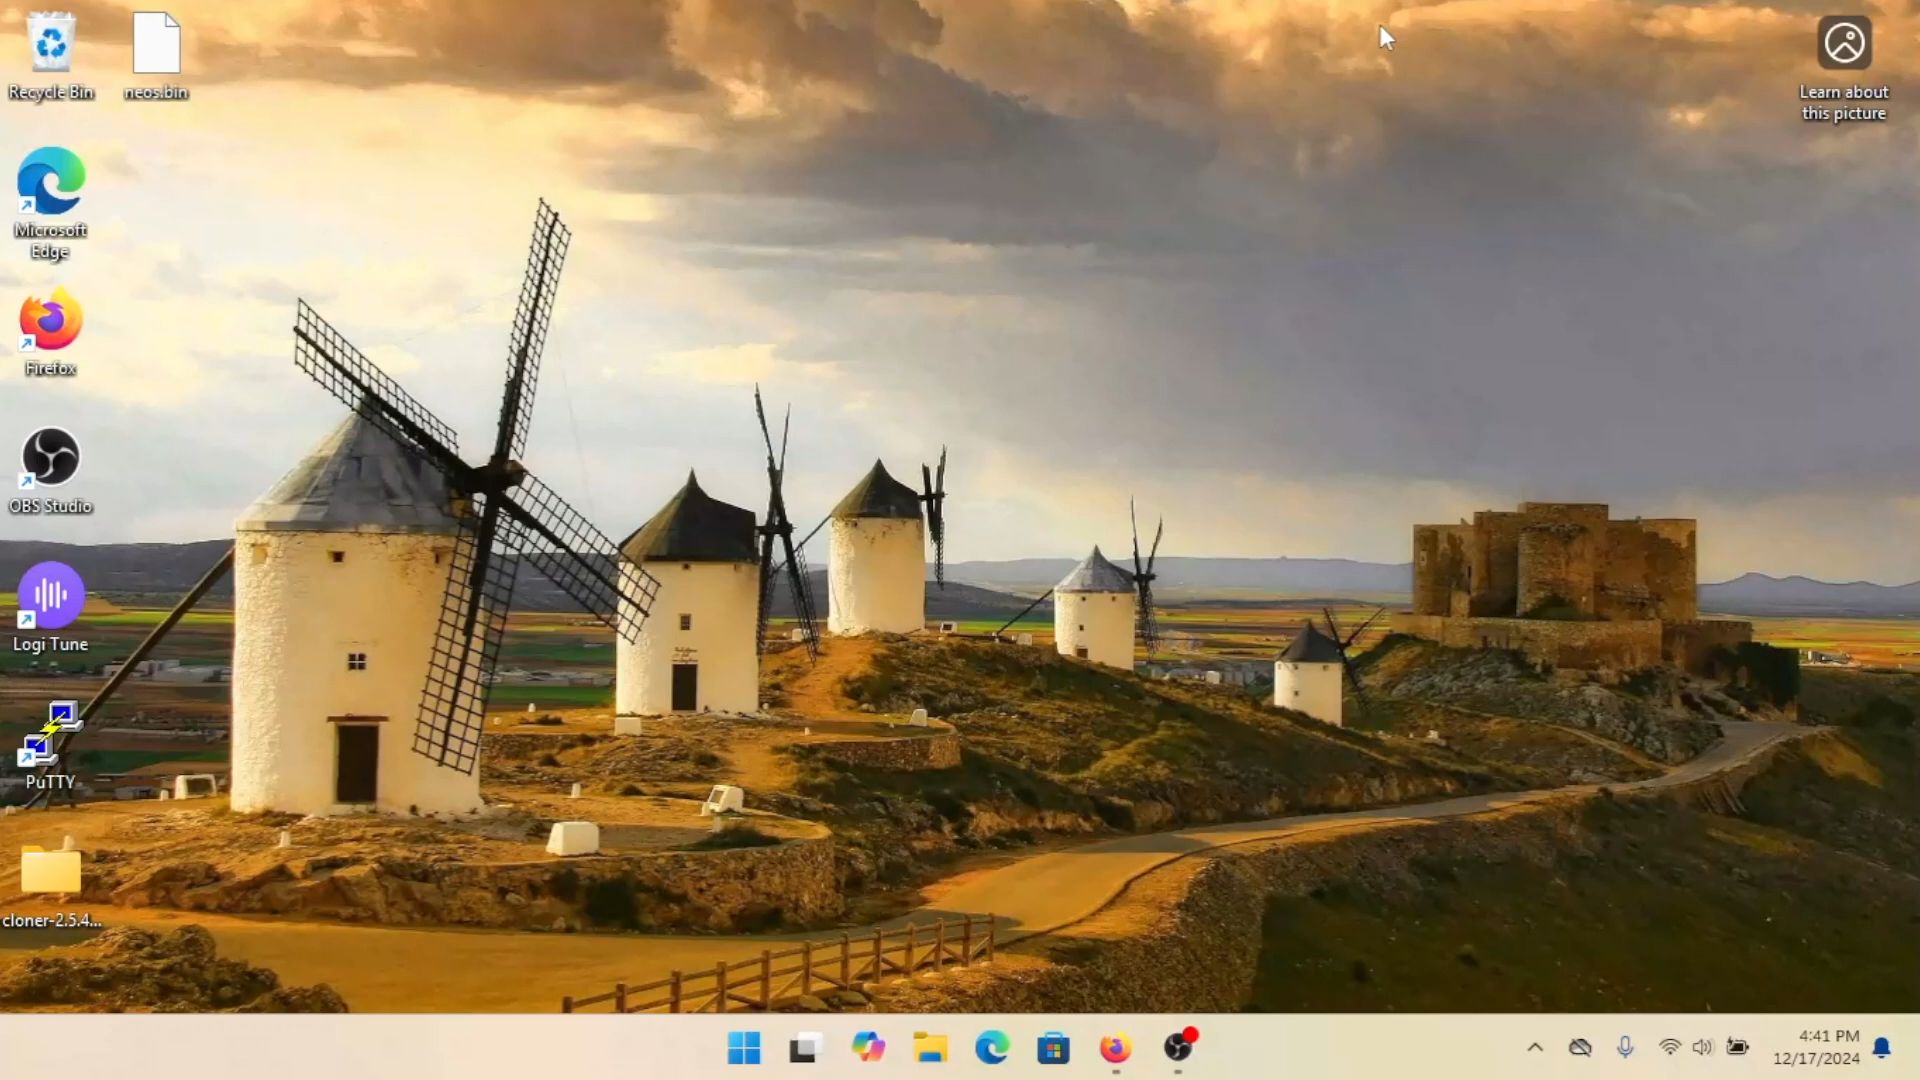 Recycle Bin
neos.bin
Learn about
this picture
Microsoft
Edge
Firefox
OBS Studio
Logi Tune
PuTTY
cloner-2.5.4...
4:41 PM
12/17/2024